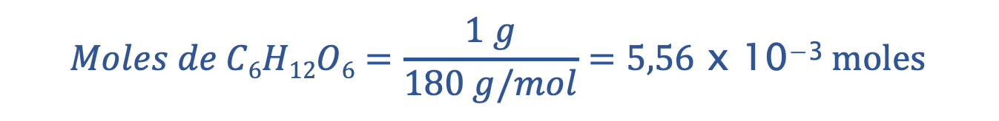 Moles de C₆H₁₂O₆ = 1 g / 180 g/mol = 5,56 x 10⁻³ moles